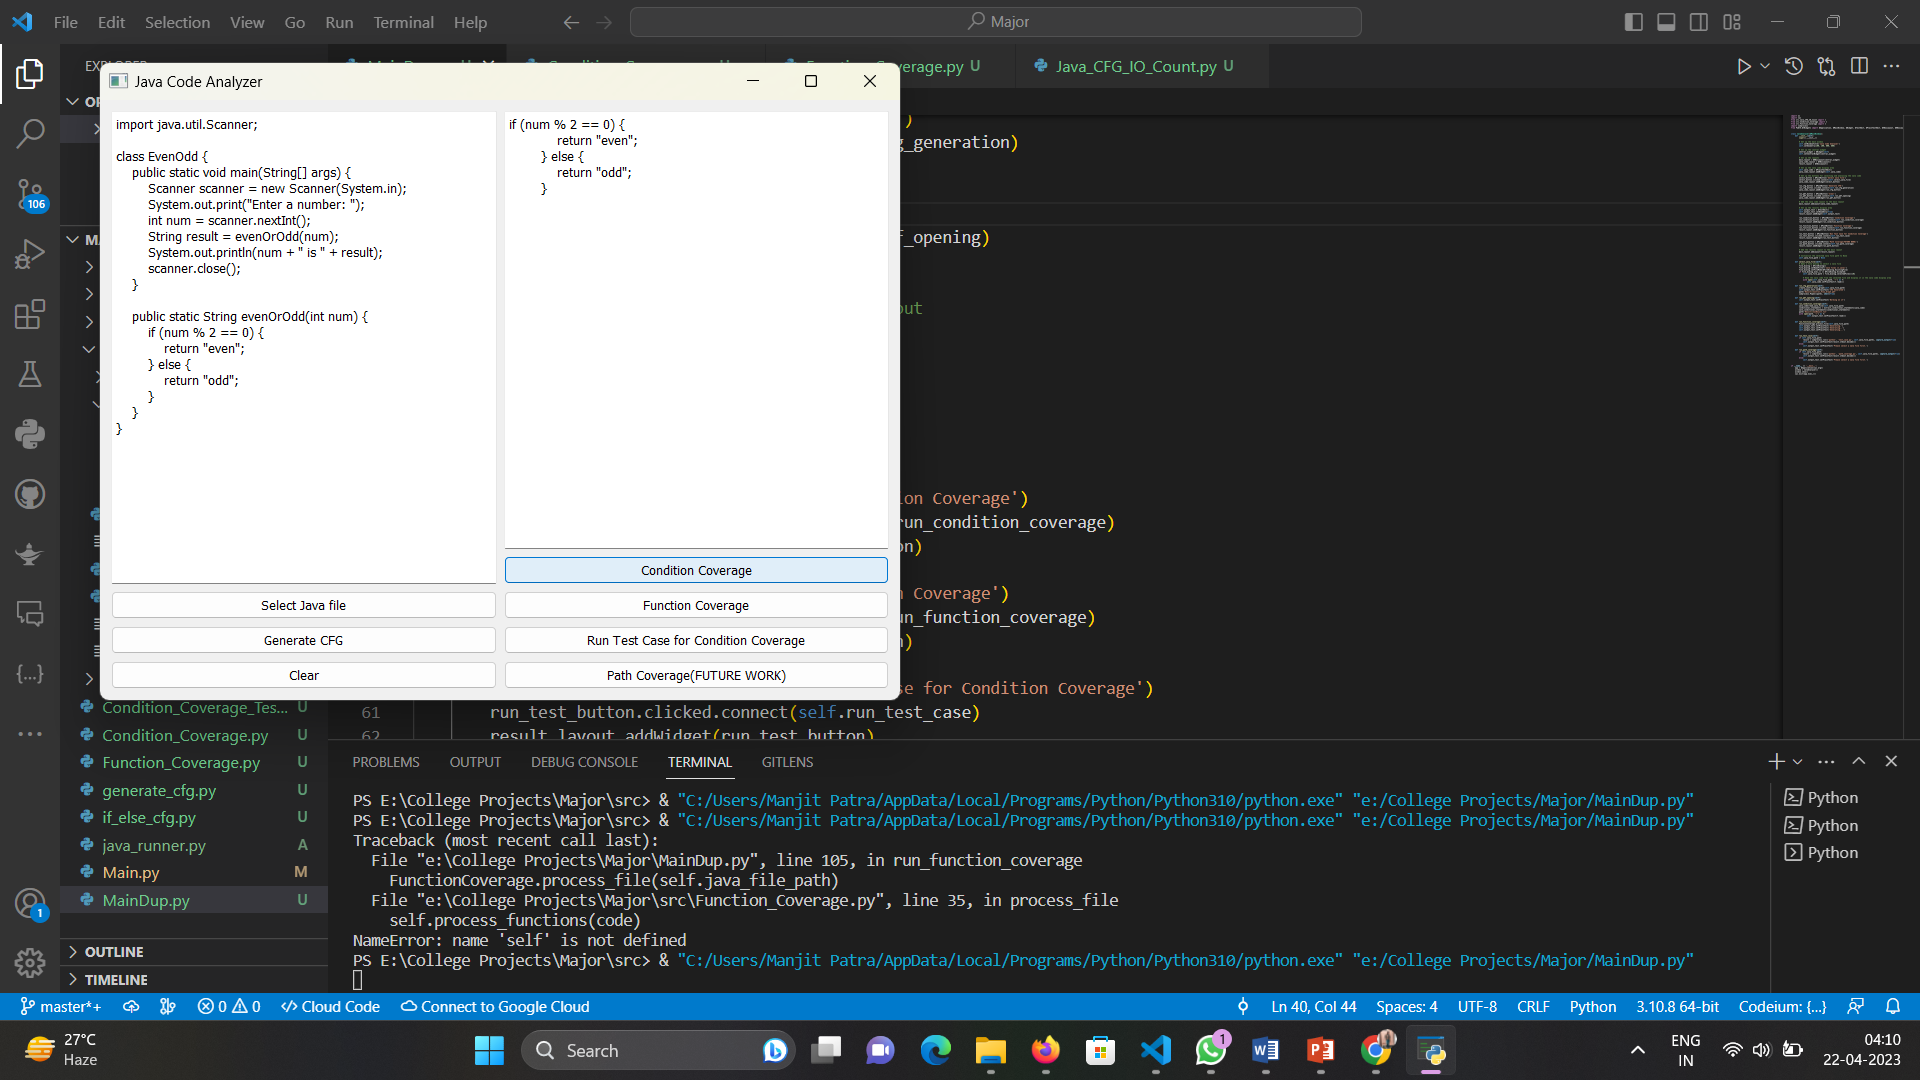 File Edit Selection View Go Run Terminal Help
Major
Java_CFG_IO_Count.py U
erage.py U
Java Code Analyzer
import java.util.Scanner;
class EvenOdd {
public static void main(String[] args) {
Scanner scanner = new Scanner(System.in);
System.out.print("Enter a number: ");
int num = scanner.nextInt();
String result = evenOrOdd(num);
System.out.println(num + " is " + result);
scanner.close();
}
public static String evenOrOdd(int num) {
if (num % 2 == 0) {
return "even";
} else {
return "odd";
}
}
}
Select Java file
Generate CFG
Clear
if (num % 2 == 0) {
return "even";
} else {
return "odd";
}
Condition Coverage
Function Coverage
Run Test Case for Condition Coverage
Path Coverage(FUTURE WORK)
)
g_generation)
f_opening)
out
ion Coverage')
run_condition_coverage)
on)
n Coverage')
un_function_coverage)
n)
se for Condition Coverage')
61 run_test_button.clicked.connect(self.run_test_case)
62 result_layout.addWidget(run_test_button)
106
Condition_Coverage_Tes... U
Condition_Coverage.py U
Function_Coverage.py U
generate_cfg.py U
if_else_cfg.py U
java_runner.py A
Main.py M
MainDup.py U
OUTLINE
TIMELINE
1
PROBLEMS OUTPUT DEBUG CONSOLE TERMINAL GITLENS
PS E:\College Projects\Major\src> & "C:/Users/Manjit Patra/AppData/Local/Programs/Python/Python310/python.exe" "e:/College Projects/Major/MainDup.py"
PS E:\College Projects\Major\src> & "C:/Users/Manjit Patra/AppData/Local/Programs/Python/Python310/python.exe" "e:/College Projects/Major/MainDup.py"
Traceback (most recent call last):
File "e:\College Projects\Major\MainDup.py", line 105, in run_function_coverage
FunctionCoverage.process_file(self.java_file_path)
File "e:\College Projects\Major\src\Function_Coverage.py", line 35, in process_file
self.process_functions(code)
NameError: name 'self' is not defined
PS E:\College Projects\Major\src> & "C:/Users/Manjit Patra/AppData/Local/Programs/Python/Python310/python.exe" "e:/College Projects/Major/MainDup.py"
Python
Python
Python
master*+ 0 0 Cloud Code Connect to Google Cloud Ln 40, Col 44 Spaces: 4 UTF-8 CRLF Python 3.10.8 64-bit Codeium: {...}
27°C
Haze
Search
1
ENG
IN
04:10
22-04-2023